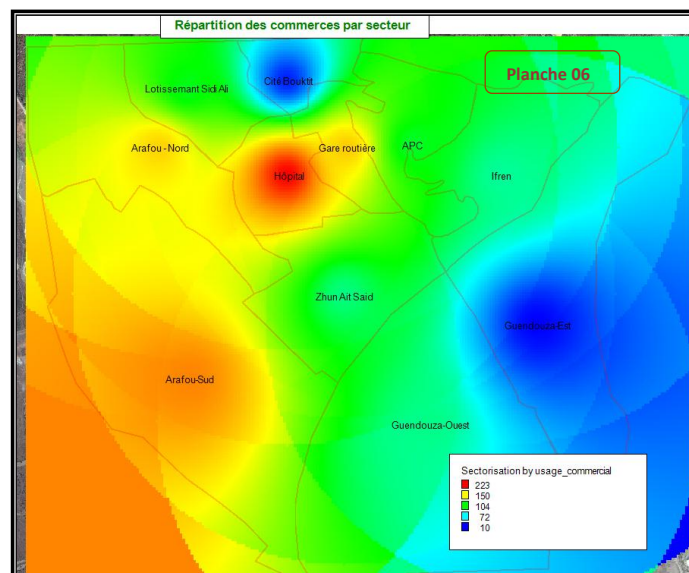 Répartition des commerces par secteur
Planche 06
Cité Bouktit
Lotissement Sidi Ali
Arafou - Nord
Gare routière
APC
Hôpital
Ifren
Zhun Ait Said
Guendouza-Est
Arafou-Sud
Guendouza-Ouest
Sectorisation by usage_commercial
223
150
104
72
10